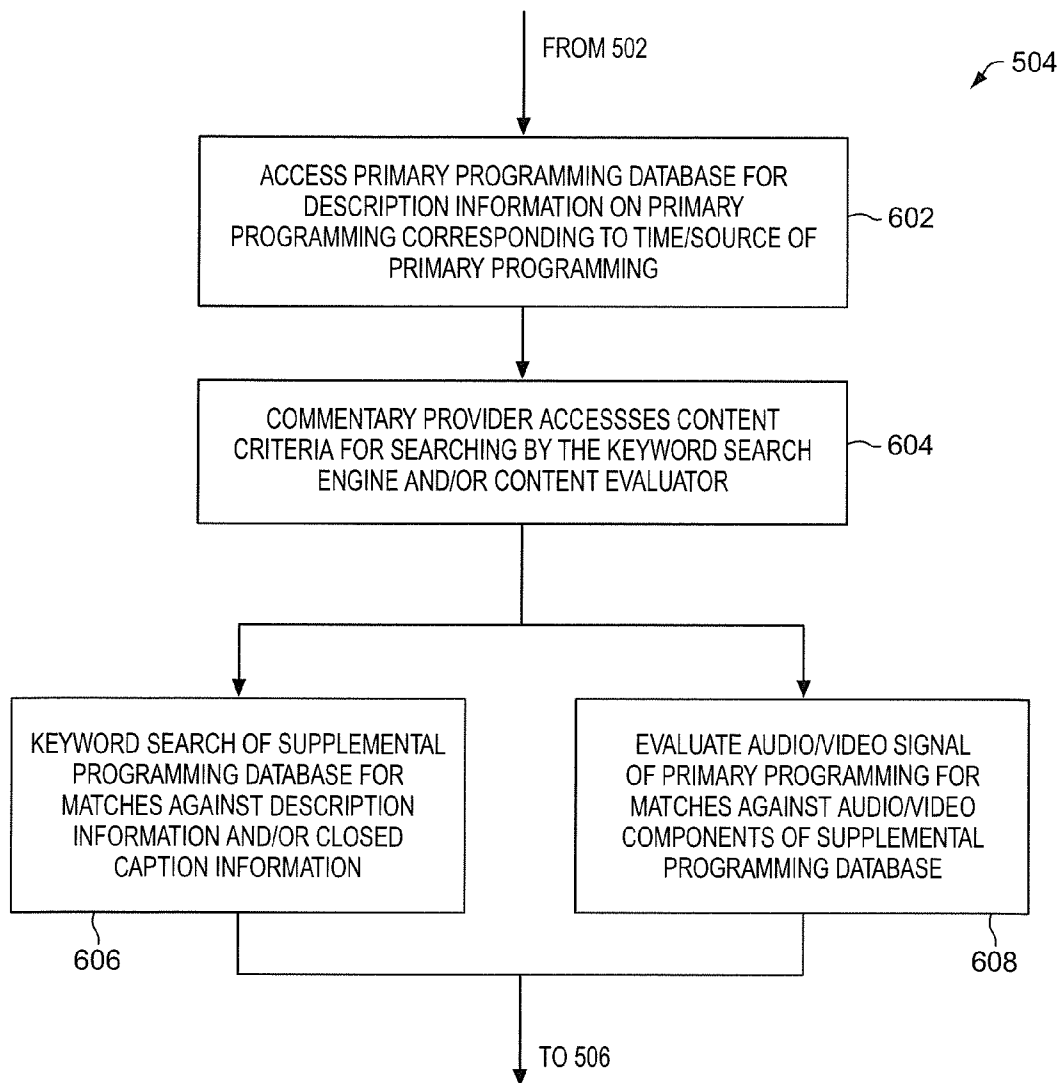 FROM 502
504
ACCESS PRIMARY PROGRAMMING DATABASE FOR
DESCRIPTION INFORMATION ON PRIMARY
PROGRAMMING CORRESPONDING TO TIME/SOURCE OF
PRIMARY PROGRAMMING
602
COMMENTARY PROVIDER ACCESSSES CONTENT
CRITERIA FOR SEARCHING BY THE KEYWORD SEARCH
ENGINE AND/OR CONTENT EVALUATOR
604
KEYWORD SEARCH OF SUPPLEMENTAL
PROGRAMMING DATABASE FOR
MATCHES AGAINST DESCRIPTION
INFORMATION AND/OR CLOSED
CAPTION INFORMATION
606
EVALUATE AUDIO/VIDEO SIGNAL
OF PRIMARY PROGRAMMING FOR
MATCHES AGAINST AUDIO/VIDEO
COMPONENTS OF SUPPLEMENTAL
PROGRAMMING DATABASE
608
TO 506